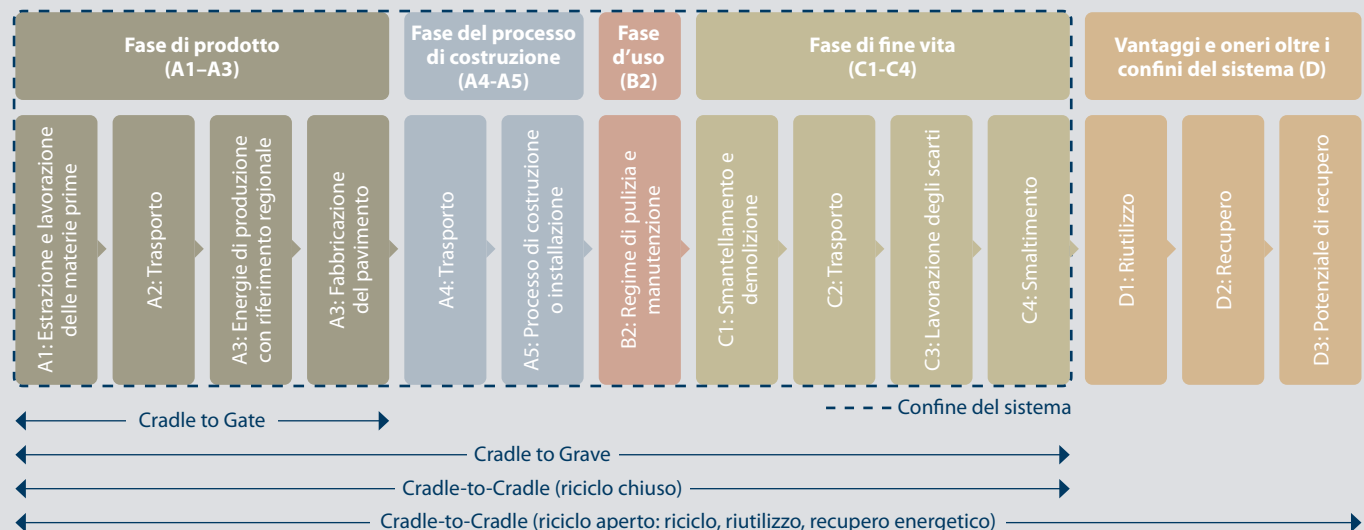 Fase di prodotto
(A1–A3)
Fase del processo
di costruzione
(A4-A5)
Fase
d'uso
(B2)
Fase di fine vita
(C1-C4)
Vantaggi e oneri oltre i
confini del sistema (D)
A1: Estrazione e lavorazione
delle materie prime
A2: Trasporto
A3: Energie di produzione
con riferimento regionale
A3: Fabbricazione
del pavimento
A4: Trasporto
A5: Processo di costruzione
o installazione
B2: Regime di pulizia e
manutenzione
C1: Smantellamento e
demolizione
C2: Trasporto
C3: Lavorazione degli scarti
C4: Smaltimento
D1: Riutilizzo
D2: Recupero
D3: Potenziale di recupero
Cradle to Gate
Confine del sistema
Cradle to Grave
Cradle-to-Cradle (riciclo chiuso)
Cradle-to-Cradle (riciclo aperto: riciclo, riutilizzo, recupero energetico)